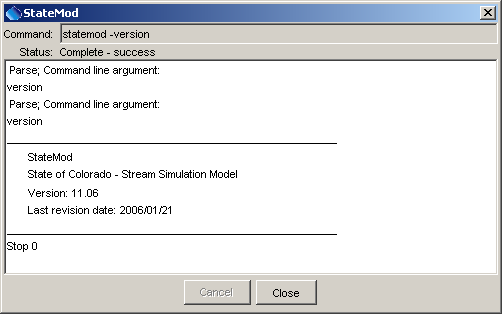 StateMod
Command: statemod -version
Status: Complete - success
Parse; Command line argument:
version
Parse; Command line argument:
version
StateMod
State of Colorado - Stream Simulation Model
Version: 11.06
Last revision date: 2006/01/21
Stop 0
Cancel Close